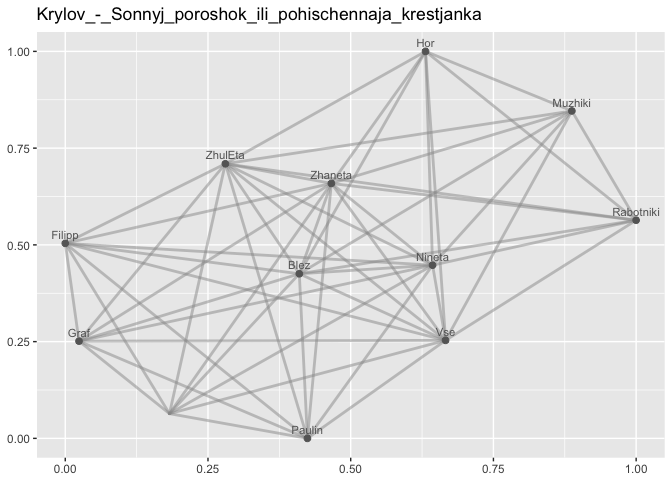 Krylov_-_Sonnyj_poroshok_ili_pohischennaja_krestjanka
1.00
0.75
0.50
0.25
0.00
Hor
Muzhiki
ZhulEta
Zhaneta
Rabotniki
Filipp
Nineta
Blez
Graf
Vse
Paulin
0.00 0.25 0.50 0.75 1.00